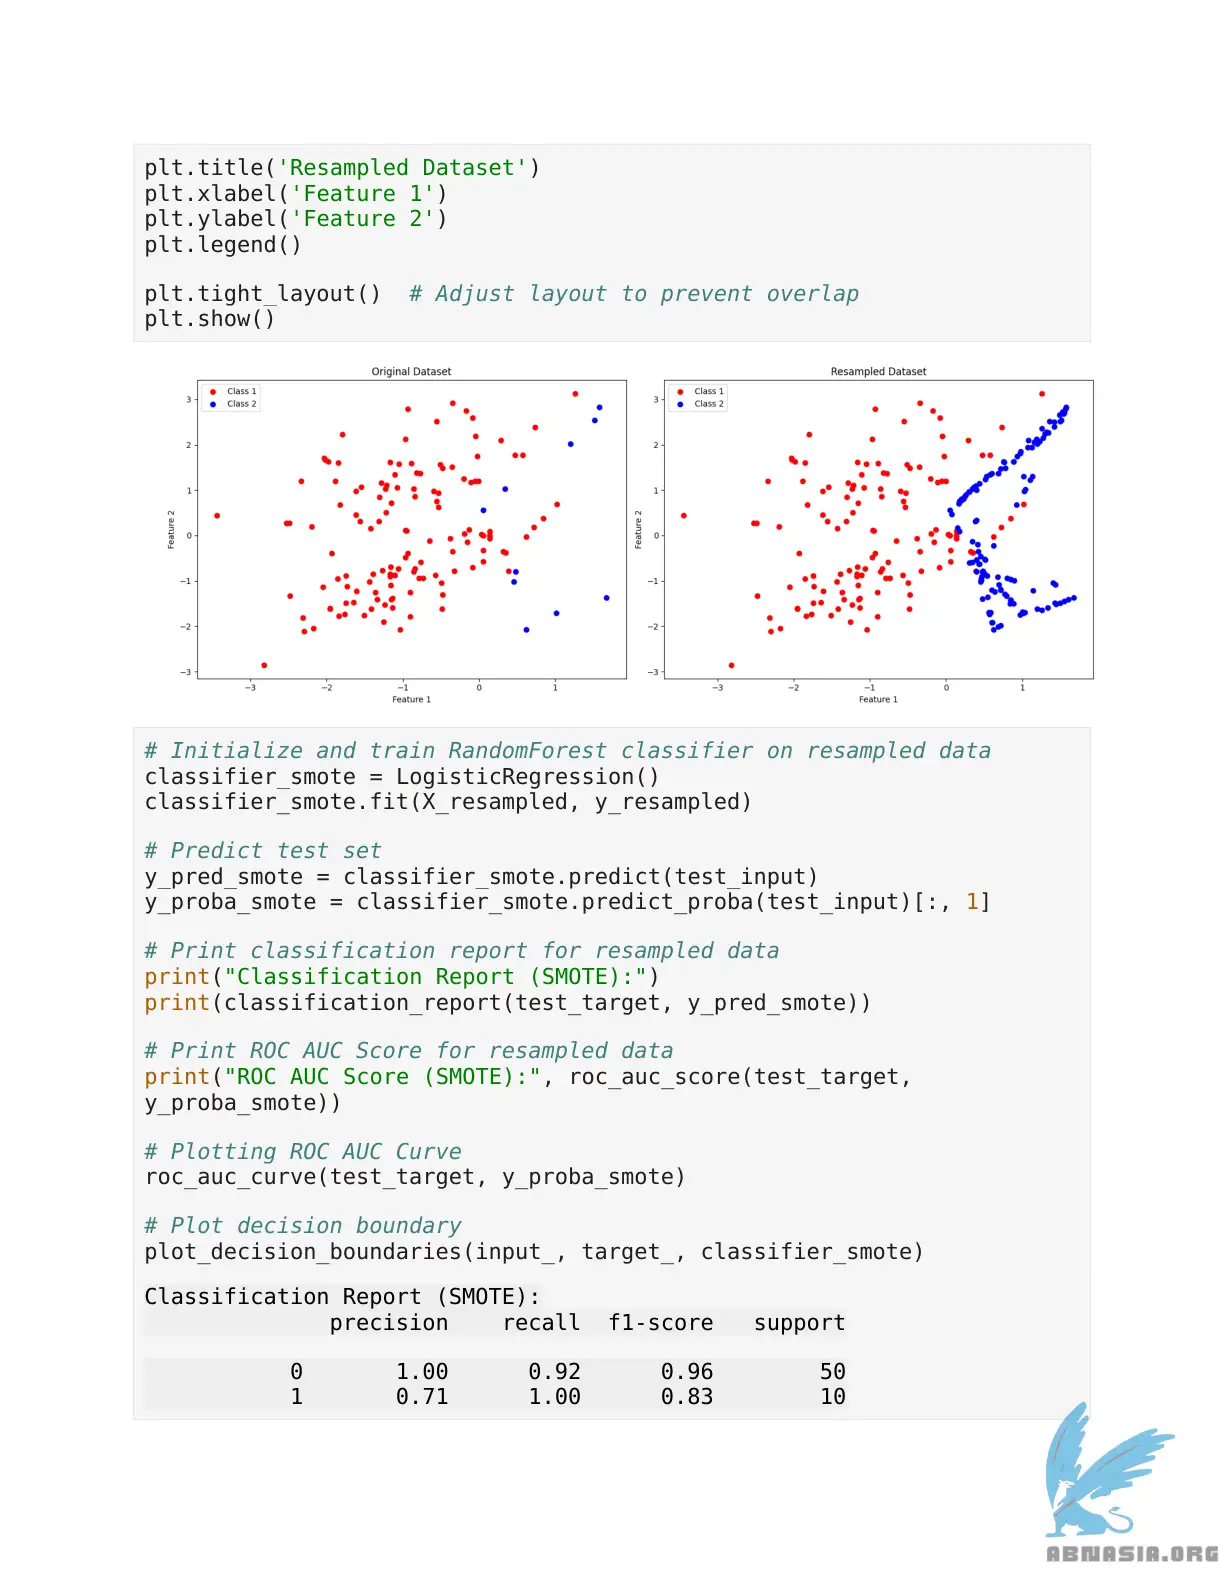 plt.title('Resampled Dataset')
plt.xlabel('Feature 1')
plt.ylabel('Feature 2')
plt.legend()
plt.tight_layout()  # Adjust layout to prevent overlap
plt.show()
Original Dataset
Class 1
Class 2
3
2
1
0
−1
−2
−3
Feature 2
−3 −2 −1 0 1
Feature 1
Resampled Dataset
Class 1
Class 2
3
2
1
0
−1
−2
−3
Feature 2
−3 −2 −1 0 1
Feature 1
# Initialize and train RandomForest classifier on resampled data
classifier_smote = LogisticRegression()
classifier_smote.fit(X_resampled, y_resampled)
# Predict test set
y_pred_smote = classifier_smote.predict(test_input)
y_proba_smote = classifier_smote.predict_proba(test_input)[:, 1]
# Print classification report for resampled data
print("Classification Report (SMOTE):")
print(classification_report(test_target, y_pred_smote))
# Print ROC AUC Score for resampled data
print("ROC AUC Score (SMOTE):", roc_auc_score(test_target,
y_proba_smote))
# Plotting ROC AUC Curve
roc_auc_curve(test_target, y_proba_smote)
# Plot decision boundary
plot_decision_boundaries(input_, target_, classifier_smote)
Classification Report (SMOTE):
precision recall f1-score support
0 1.00 0.92 0.96 50
1 0.71 1.00 0.83 10
ABNASIA.ORG